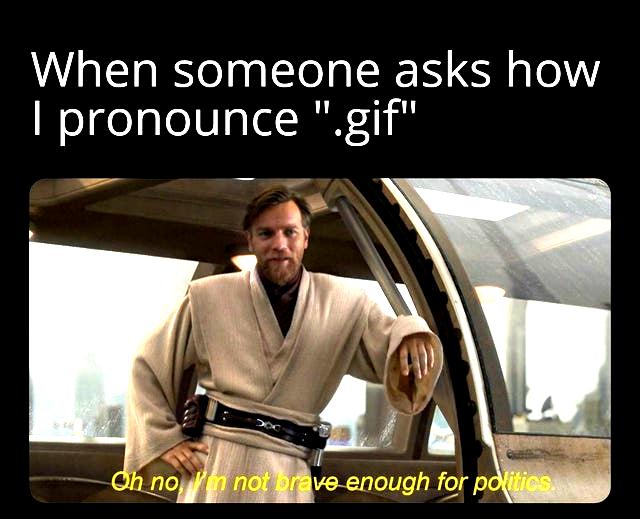 When someone asks how
I pronounce ".gif"
Oh no, I'm not brave enough for politics.